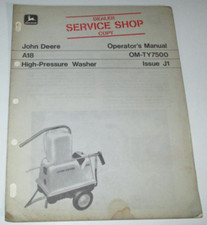 DEALER
SERVICE SHOP
COPY
John Deere Operator's Manual
A18 OM-TY7500
High-Pressure Washer Issue J1